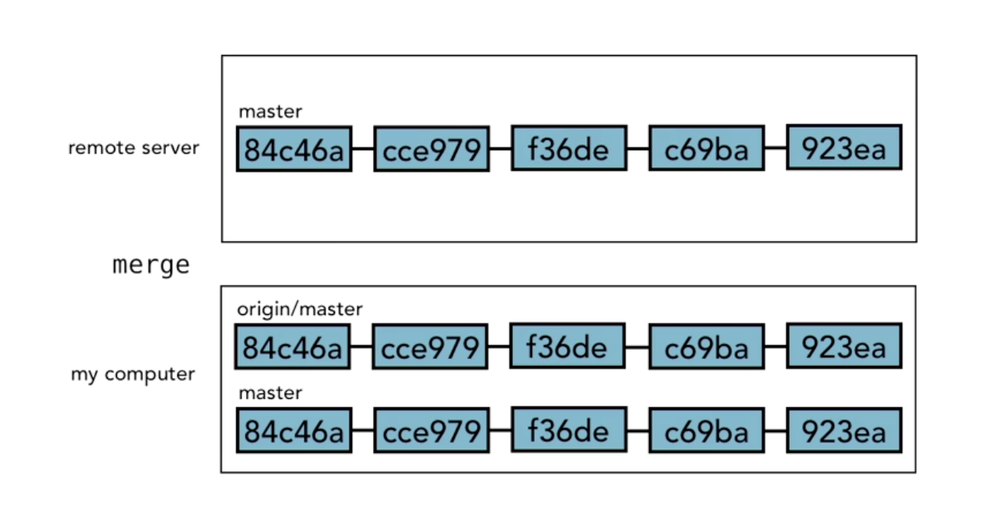 master
remote server
84c46a cce979 f36de c69ba 923ea
merge
origin/master
84c46a cce979 f36de c69ba 923ea
my computer
master
84c46a cce979 f36de c69ba 923ea